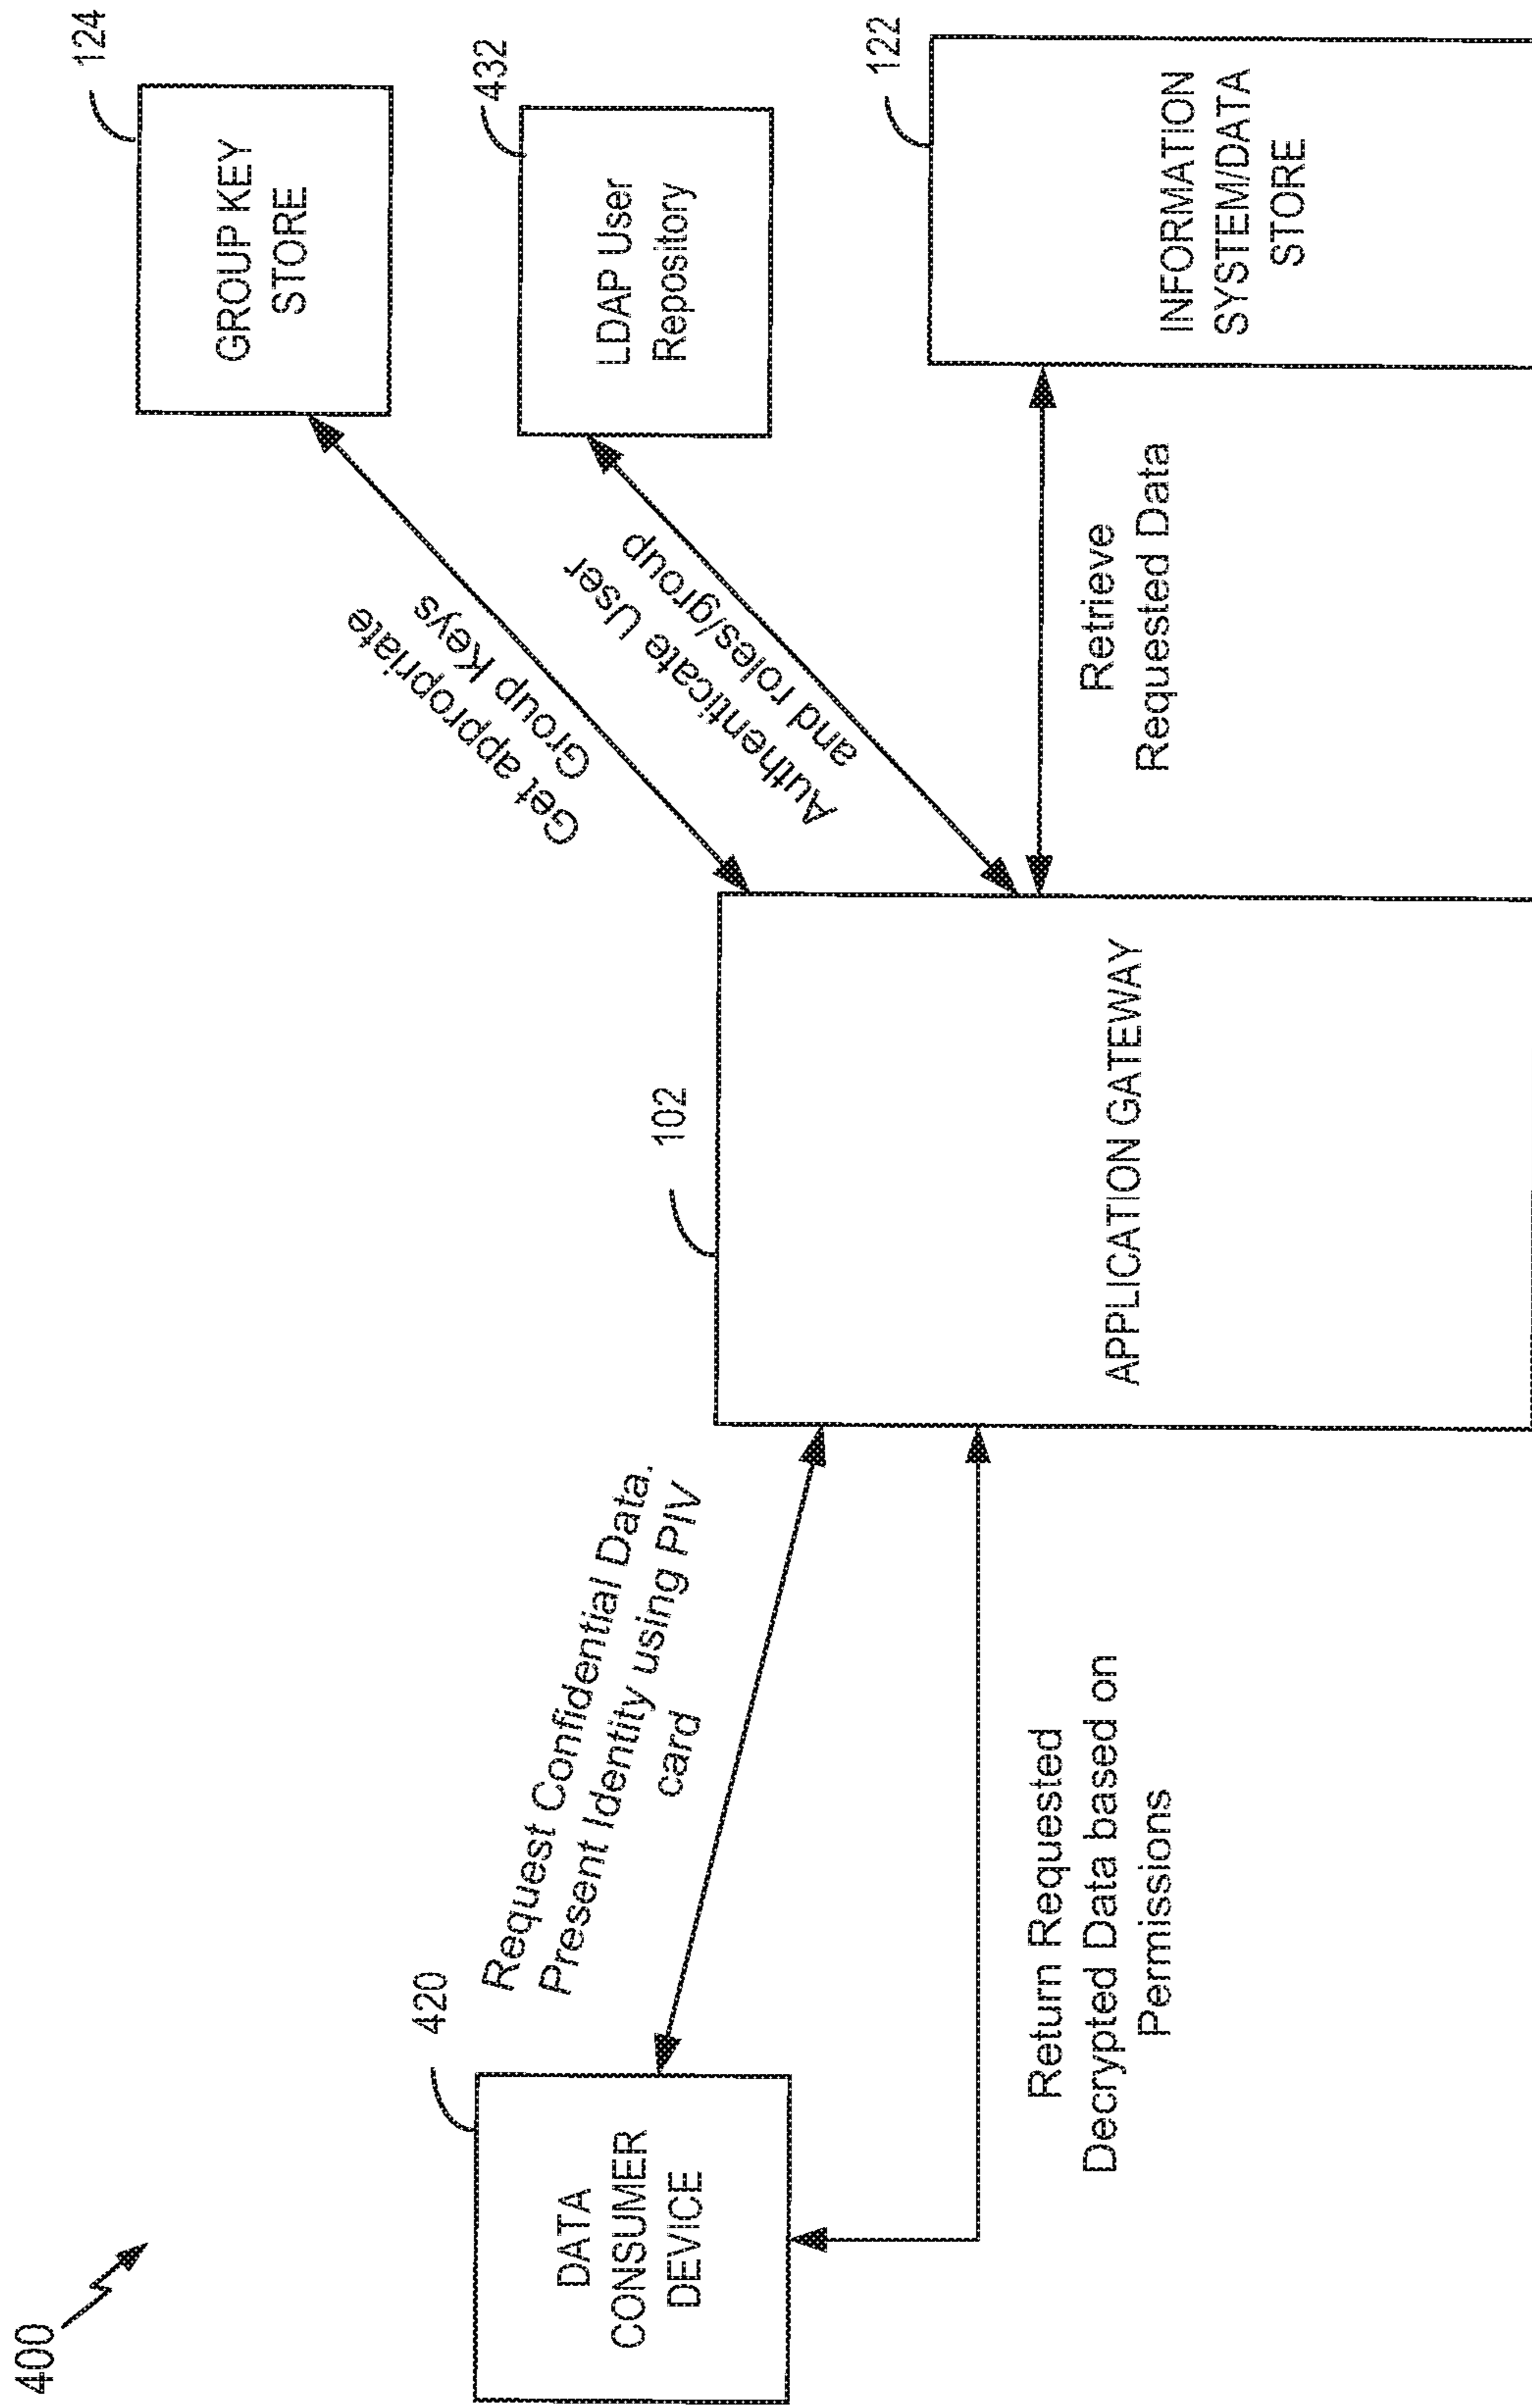 400
420
DATA
CONSUMER
DEVICE
Request Confidential Data.
Present Identity using PIV
card
Return Requested
Decrypted Data based on
Permissions
102
APPLICATION GATEWAY
Get appropriate
Group Keys
Authenticate User
and roles/group
Retrieve
Requested Data
124
GROUP KEY
STORE
432
LDAP User
Repository
122
INFORMATION
SYSTEM/DATA
STORE